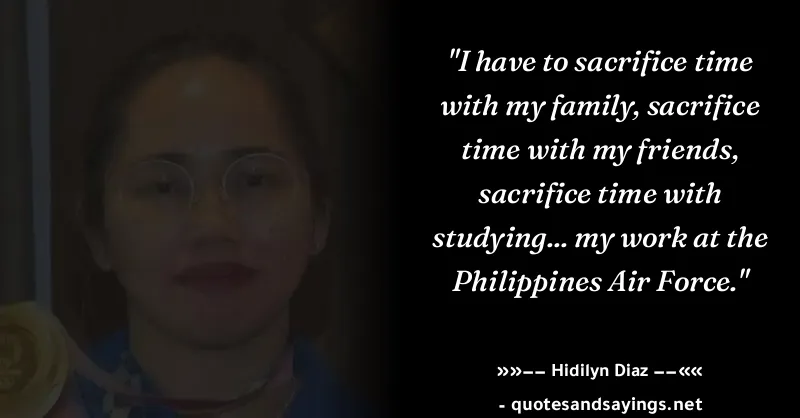 "I have to sacrifice time
with my family, sacrifice
time with my friends,
sacrifice time with
studying... my work at the
Philippines Air Force."
»»−− Hidilyn Diaz −−««
- quotesandsayings.net